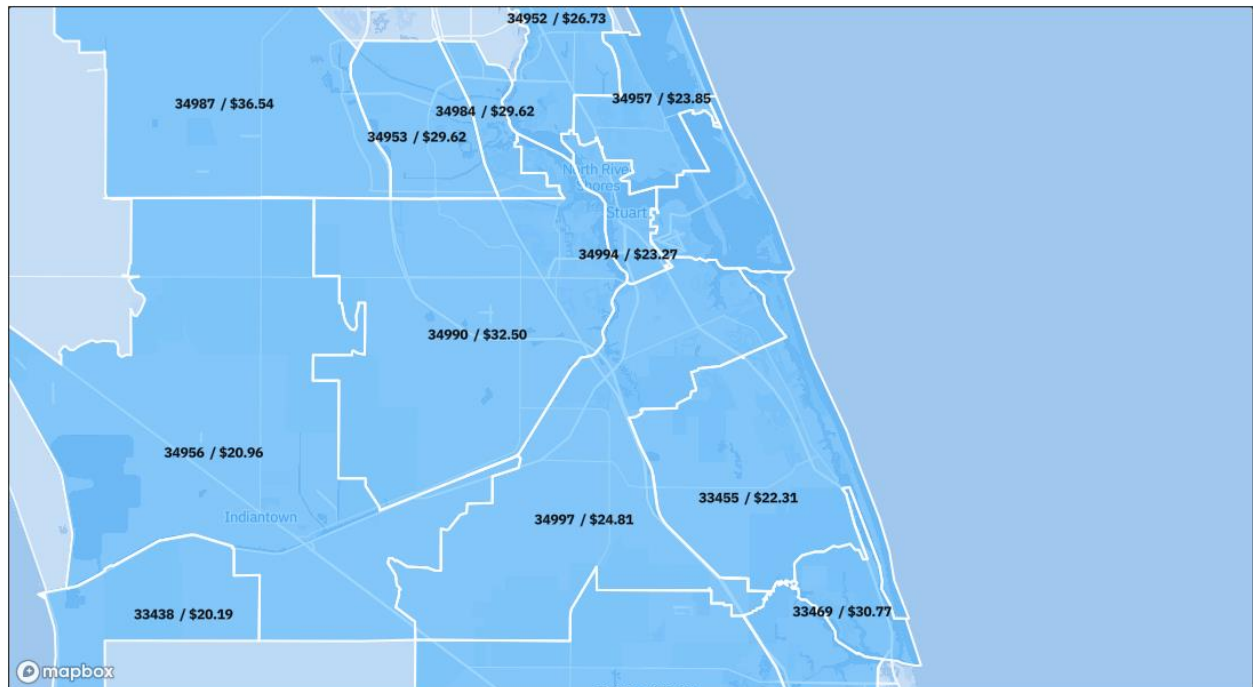 34952 / $26.73
34987 / $36.54
34957 / $23.85
34984 / $29.62
34953 / $29.62
North River
Shores
Stuart
34994 / $23.27
34990 / $32.50
34956 / $20.96
33455 / $22.31
Indiantown
34997 / $24.81
33438 / $20.19
33469 / $30.77
mapbox